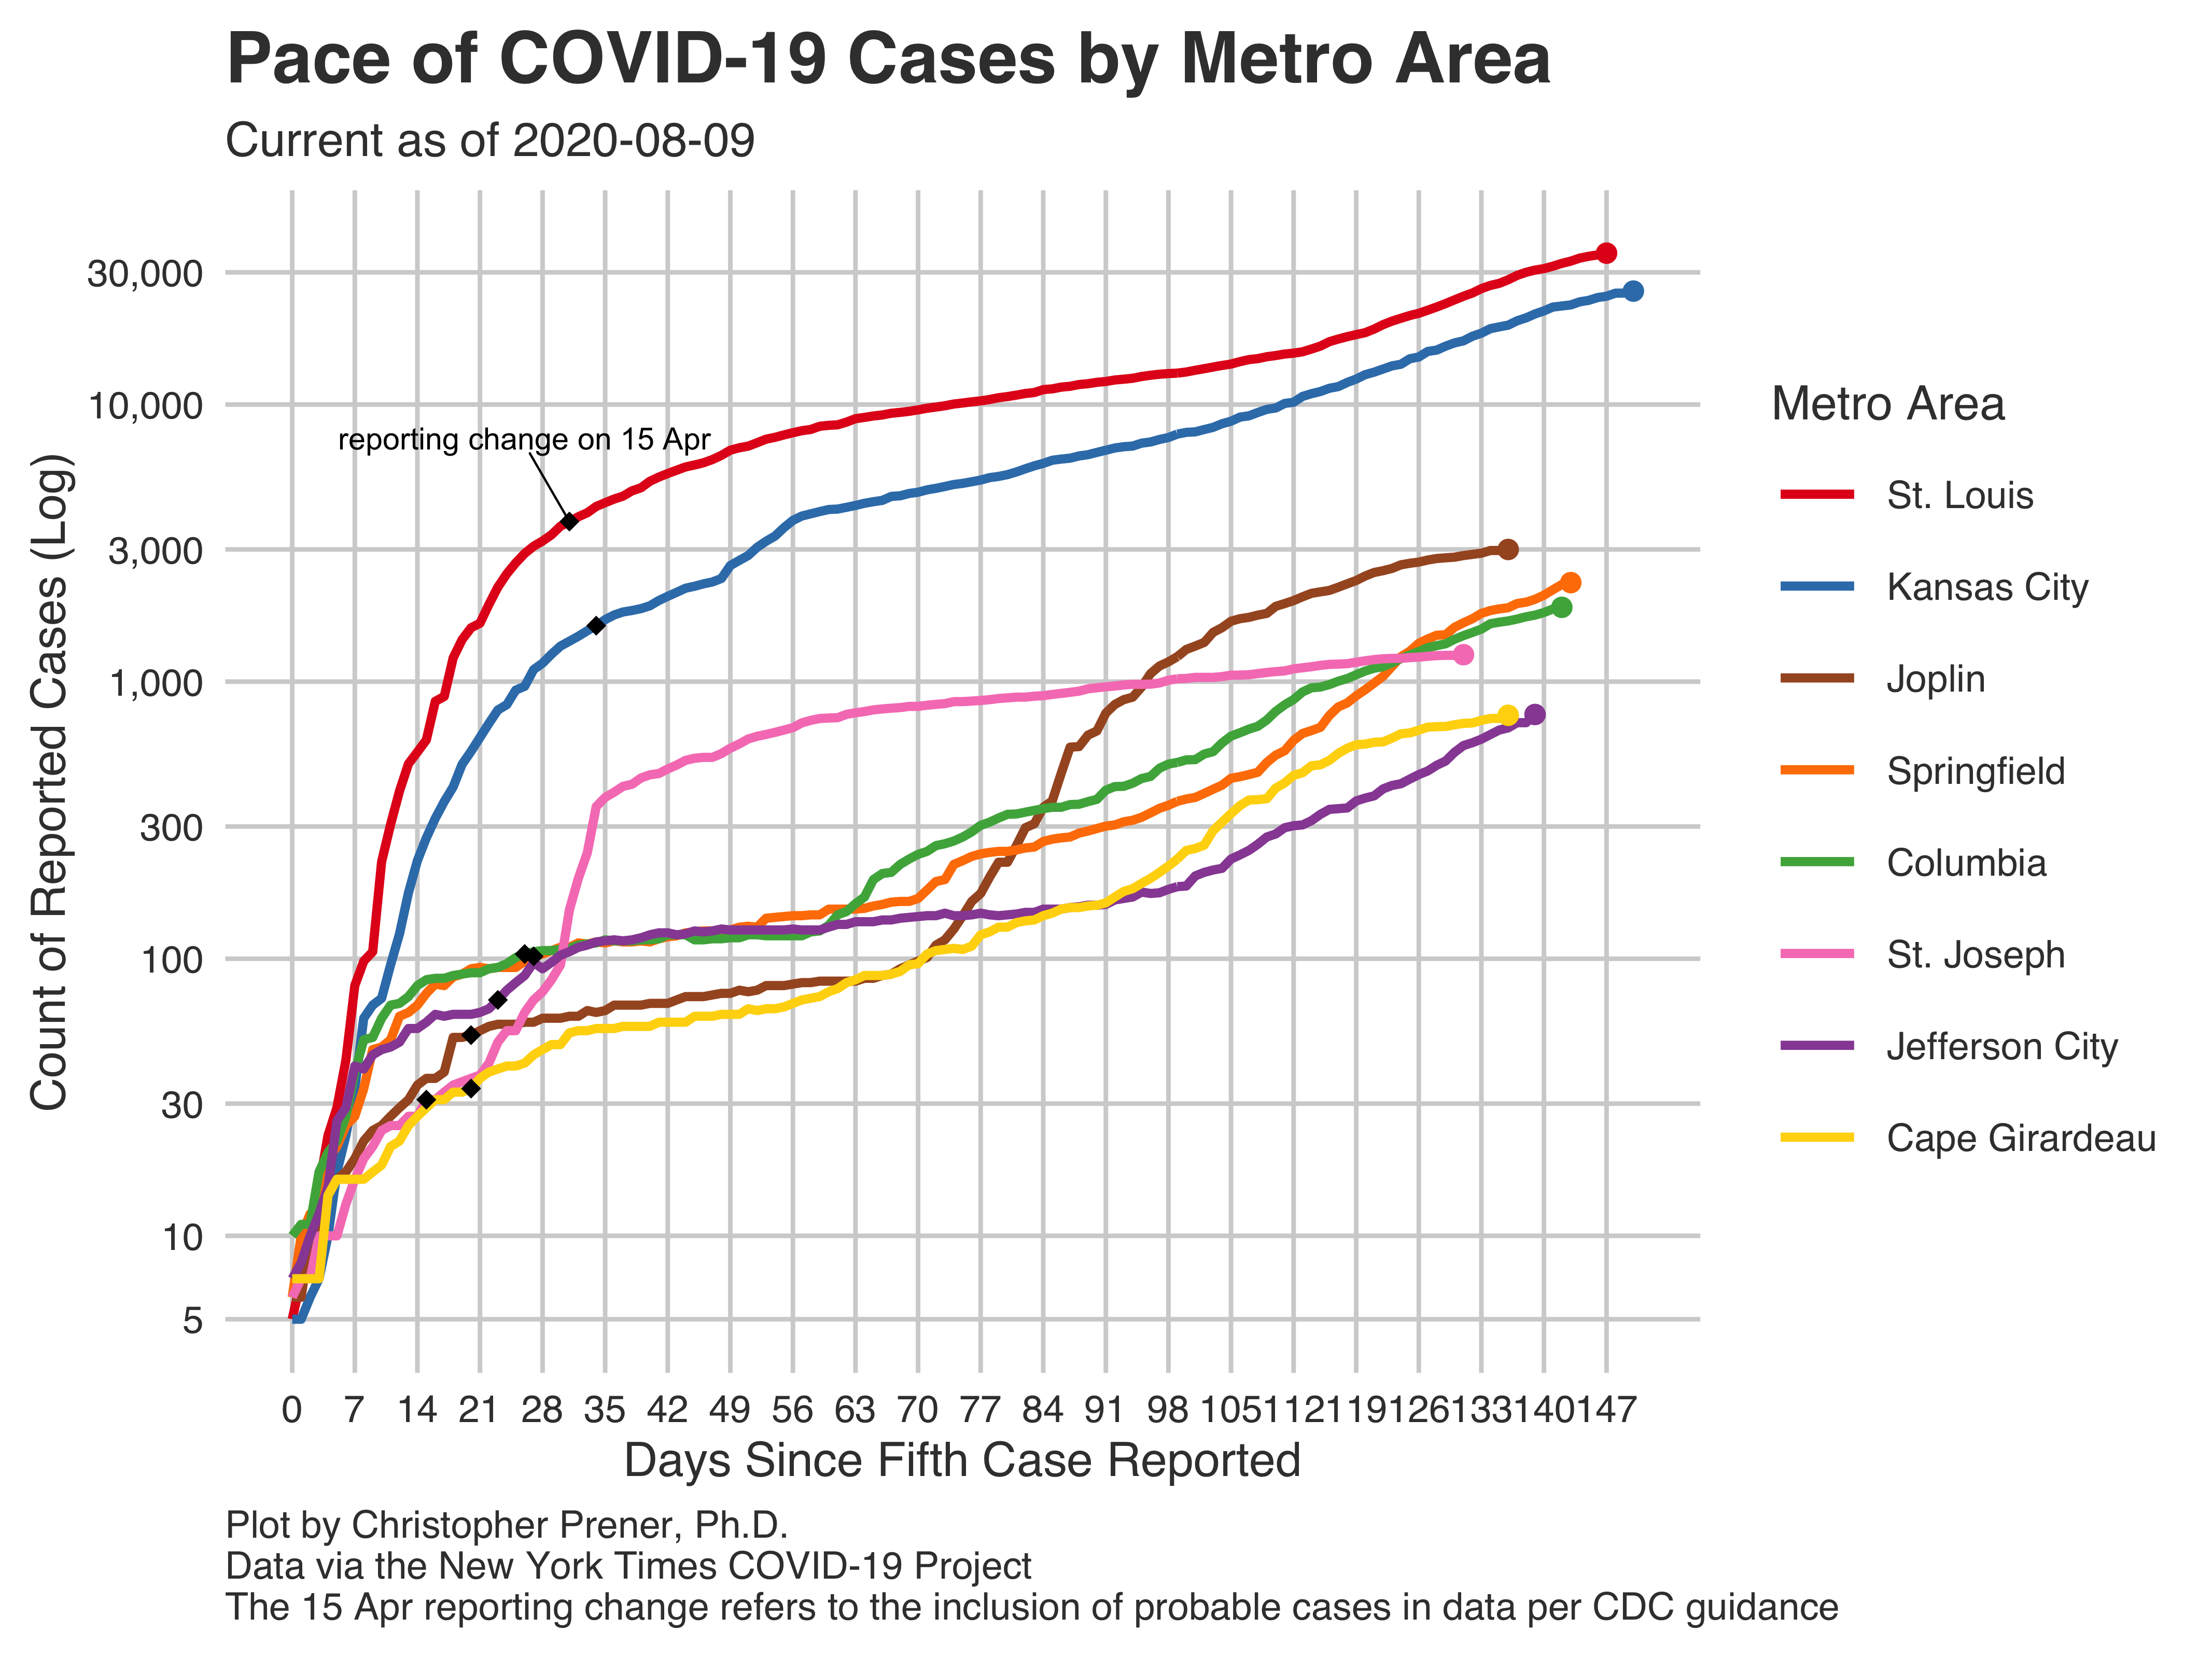 Pace of COVID-19 Cases by Metro Area
Current as of 2020-08-09
Count of Reported Cases (Log)
30,000
10,000
3,000
1,000
300
100
30
10
5
reporting change on 15 Apr
0 7 14 21 28 35 42 49 56 63 70 77 84 91 98 105 112 119 126 133 140 147
Days Since Fifth Case Reported
Metro Area
St. Louis
Kansas City
Joplin
Springfield
Columbia
St. Joseph
Jefferson City
Cape Girardeau
Plot by Christopher Prener, Ph.D.
Data via the New York Times COVID-19 Project
The 15 Apr reporting change refers to the inclusion of probable cases in data per CDC guidance